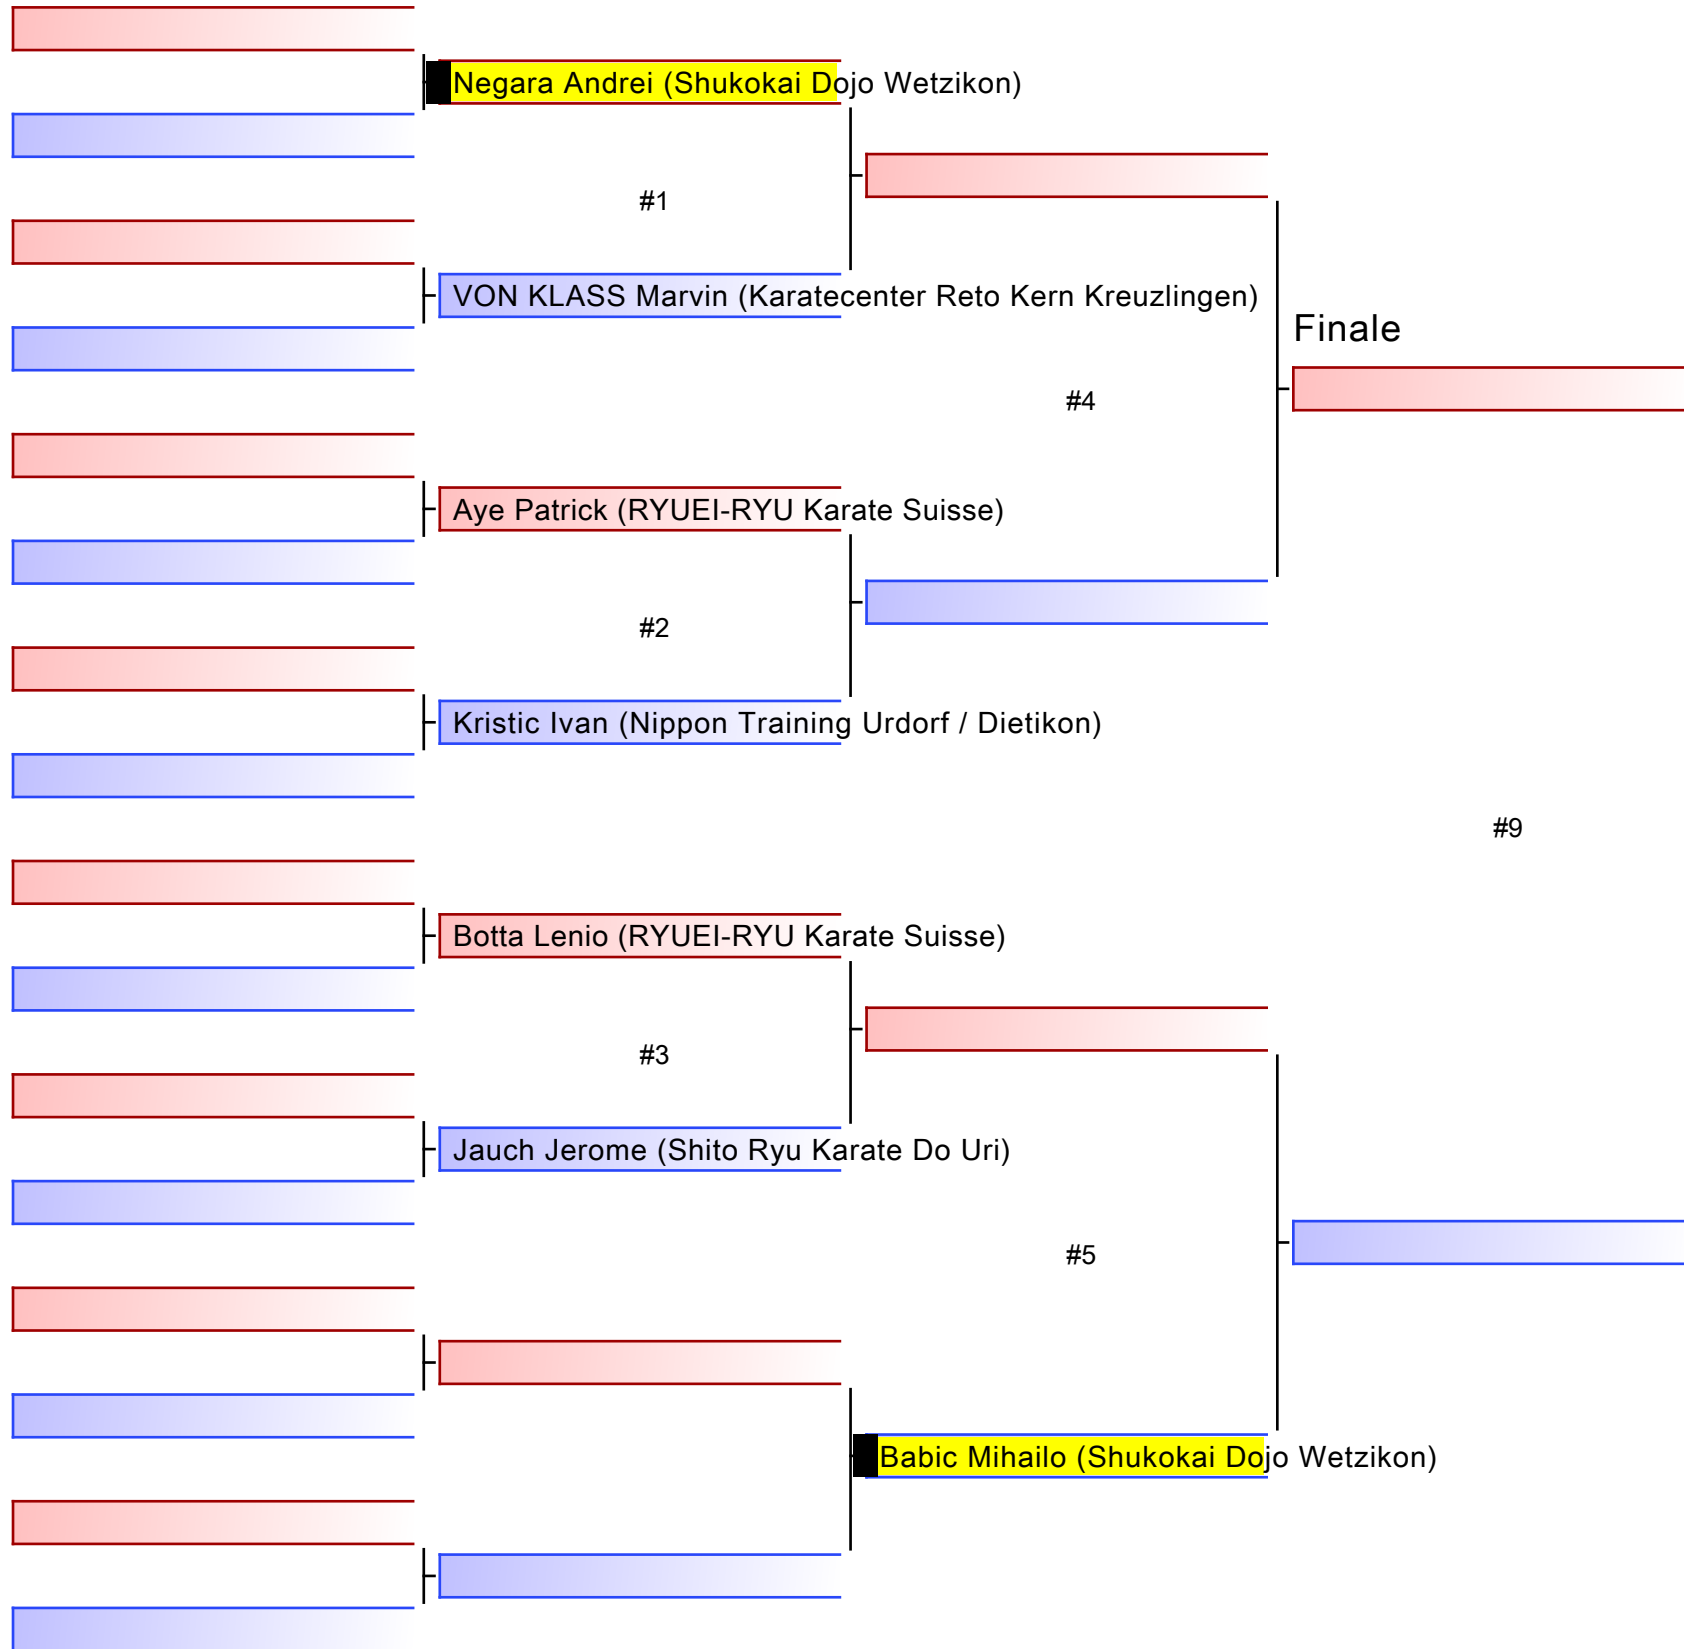 Negara Andrei (Shukokai Dojo Wetzikon)
#1
VON KLASS Marvin (Karatecenter Reto Kern Kreuzlingen)
Finale
#4
Aye Patrick (RYUEI-RYU Karate Suisse)
#2
Kristic Ivan (Nippon Training Urdorf / Dietikon)
#9
Botta Lenio (RYUEI-RYU Karate Suisse)
#3
Jauch Jerome (Shito Ryu Karate Do Uri)
#5
Babic Mihailo (Shukokai Dojo Wetzikon)